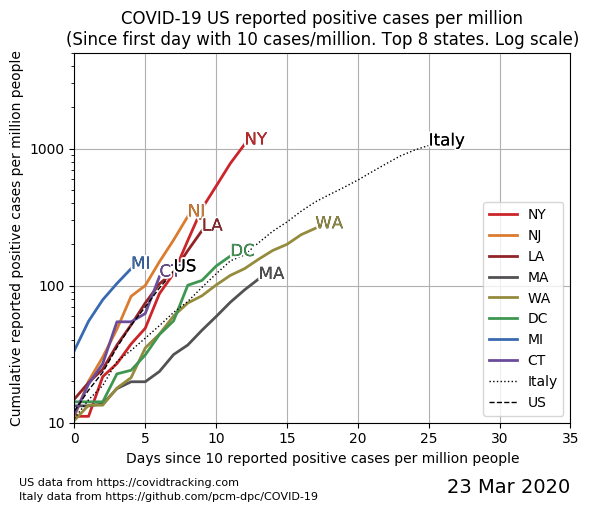 COVID-19 US reported positive cases per million
(Since first day with 10 cases/million. Top 8 states. Log scale)
Cumulative reported positive cases per million people
1000
100
10
NY
Italy
NJ
LA
WA
DC
MI
US
CT
MA
NY
NJ
LA
MA
WA
DC
MI
CT
Italy
US
0 5 10 15 20 25 30 35
Days since 10 reported positive cases per million people
US data from https://covidtracking.com
Italy data from https://github.com/pcm-dpc/COVID-19
23 Mar 2020